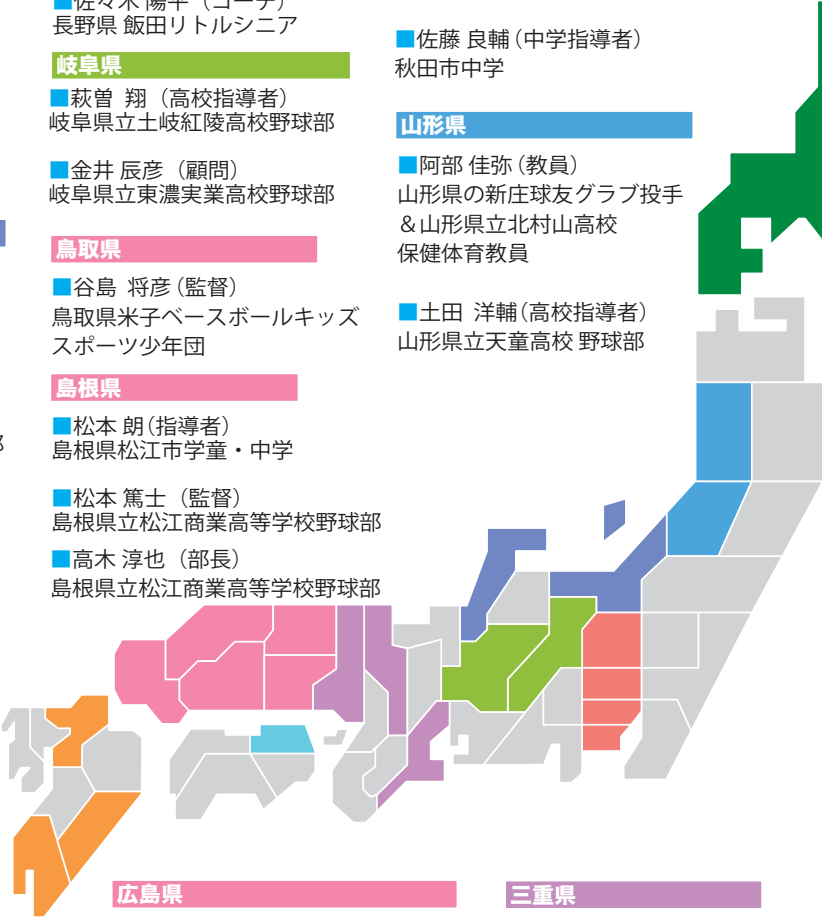 ■佐々木 陽平（コーチ）
長野県 飯田リトルシニア
岐阜県
■萩曽 翔（高校指導者）
岐阜県立土岐紅陵高校野球部
■金井 辰彦（顧問）
岐阜県立東濃実業高校野球部
鳥取県
■谷島 将彦（監督）
鳥取県米子ベースボールキッズ
スポーツ少年団
島根県
■松本 朗（指導者）
島根県松江市学童・中学
■松本 篤士（監督）
島根県立松江商業高等学校野球部
■高木 淳也（部長）
島根県立松江商業高等学校野球部
■佐藤 良輔（中学指導者）
秋田市中学
山形県
■阿部 佳弥（教員）
山形県の新庄球友グラブ投手
＆山形県立北村山高校
保健体育教員
■土田 洋輔（高校指導者）
山形県立天童高校 野球部
広島県
三重県